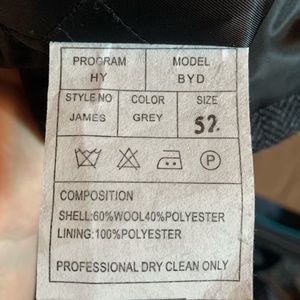 PROGRAM MODEL
HY BYD
STYLE NO COLOR SIZE
JAMES GREY 52.
P
COMPOSITION
SHELL:60%WOOL40%POLYESTER
LINING:100%POLYESTER
PROFESSIONAL DRY CLEAN ONLY